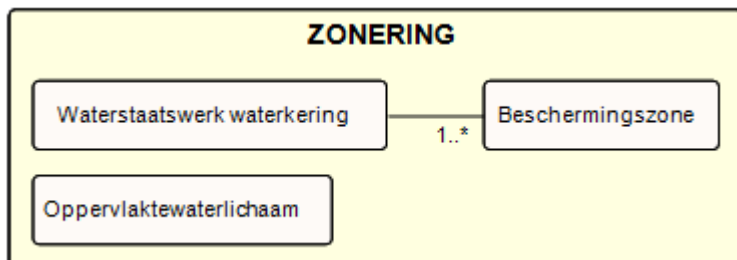 ZONERING
Waterstaatswerk waterkering
1..*
Beschermingszone
Oppervlaktewaterlichaam